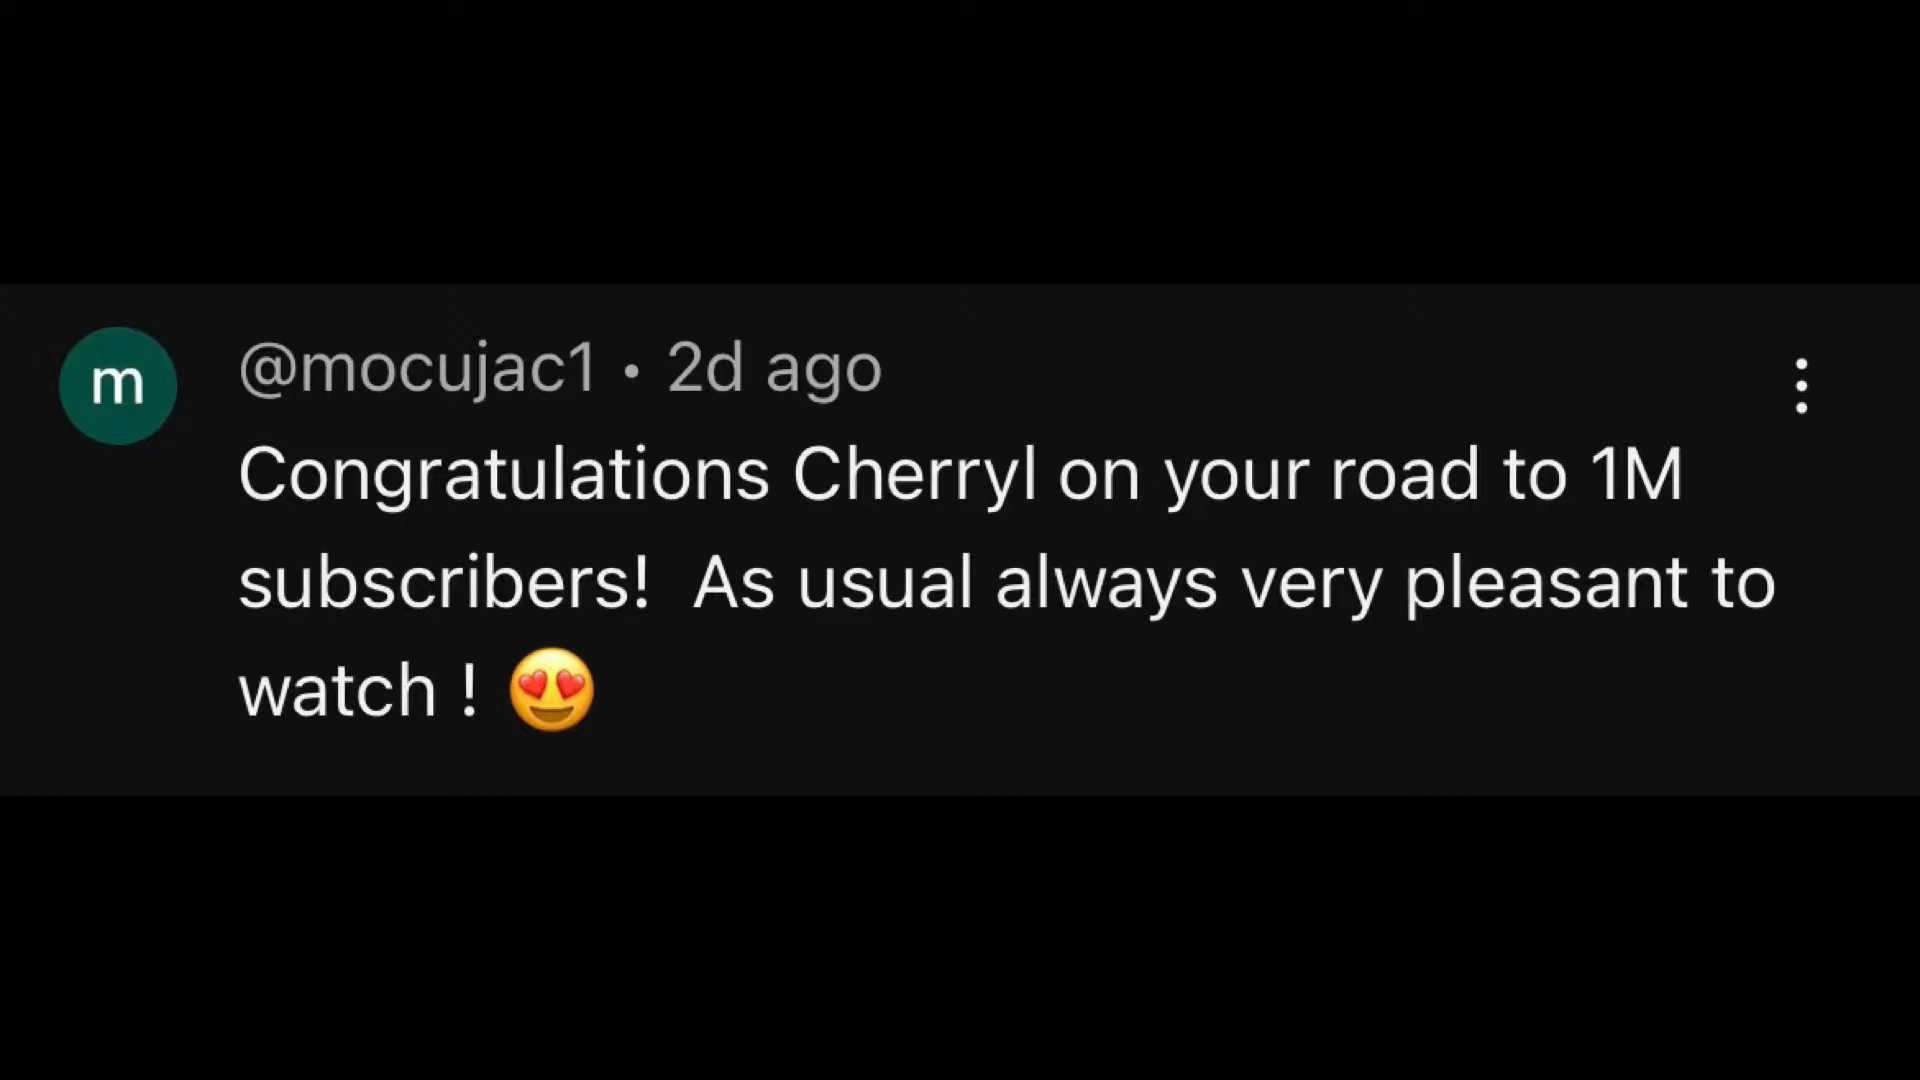 m
@mocujac1 • 2d ago
Congratulations Cherryl on your road to 1M
subscribers!  As usual always very pleasant to
watch ! 😍